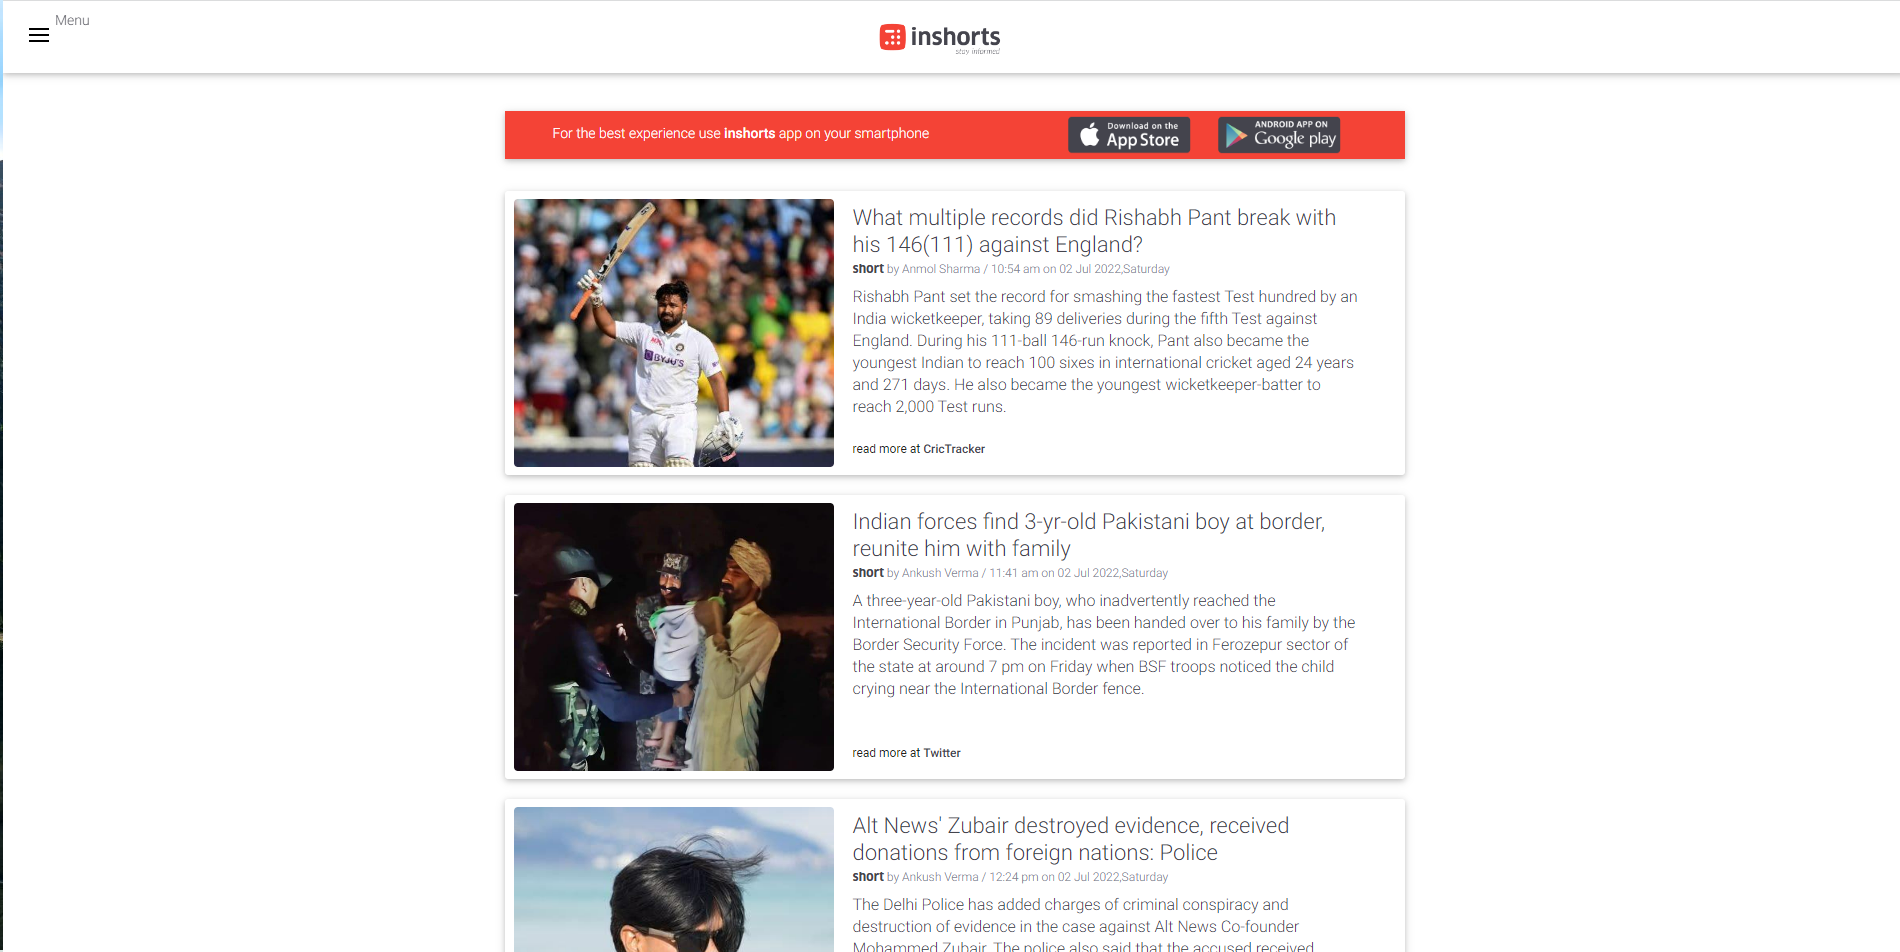 Menu
inshorts
stay informed
For the best experience use inshorts app on your smartphone
Download on the
App Store
ANDROID APP ON
Google play
What multiple records did Rishabh Pant break with
his 146(111) against England?
short by Anmol Sharma / 10:54 am on 02 Jul 2022,Saturday
Rishabh Pant set the record for smashing the fastest Test hundred by an
India wicketkeeper, taking 89 deliveries during the fifth Test against
England. During his 111-ball 146-run knock, Pant also became the
youngest Indian to reach 100 sixes in international cricket aged 24 years
and 271 days. He also became the youngest wicketkeeper-batter to
reach 2,000 Test runs.
read more at CricTracker
BYJU'S
Indian forces find 3-yr-old Pakistani boy at border,
reunite him with family
short by Ankush Verma / 11:41 am on 02 Jul 2022,Saturday
A three-year-old Pakistani boy, who inadvertently reached the
International Border in Punjab, has been handed over to his family by the
Border Security Force. The incident was reported in Ferozepur sector of
the state at around 7 pm on Friday when BSF troops noticed the child
crying near the International Border fence.
read more at Twitter
Alt News' Zubair destroyed evidence, received
donations from foreign nations: Police
short by Ankush Verma / 12:24 pm on 02 Jul 2022,Saturday
The Delhi Police has added charges of criminal conspiracy and
destruction of evidence in the case against Alt News Co-founder
Mohammed Zubair. The police also said that the accused received